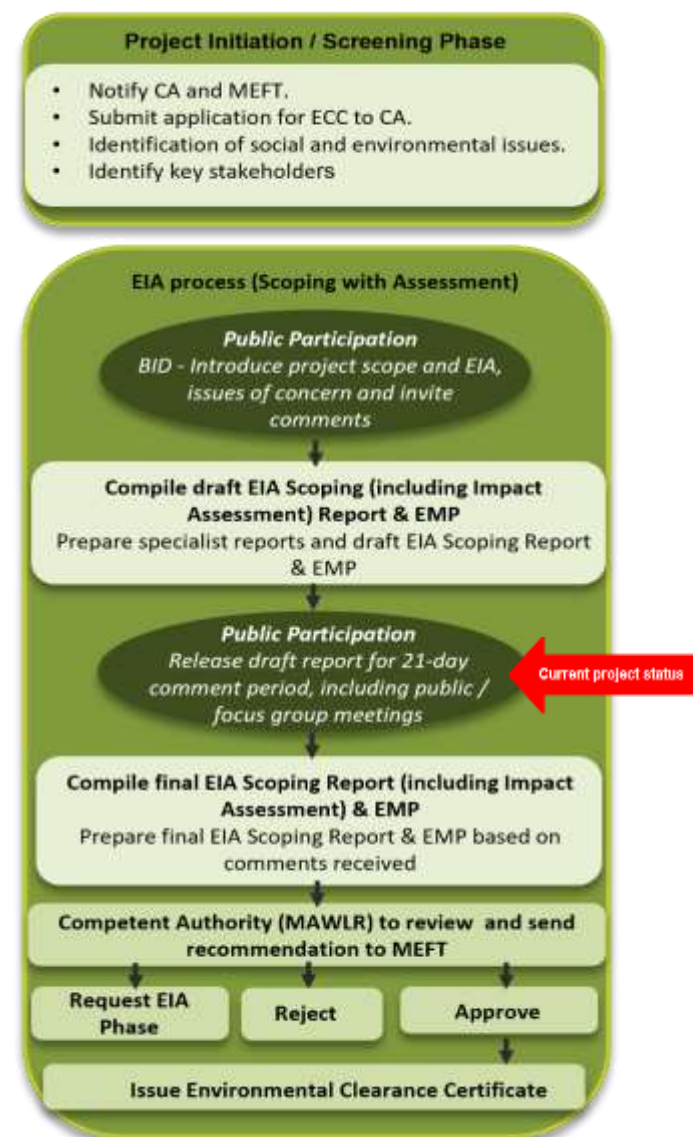 Project Initiation / Screening Phase
• Notify CA and MEFT.
• Submit application for ECC to CA.
• Identification of social and environmental issues.
• Identify key stakeholders
EIA process (Scoping with Assessment)
Public Participation
BID - Introduce project scope and EIA,
issues of concern and invite
comments
Compile draft EIA Scoping (including Impact
Assessment) Report & EMP
Prepare specialist reports and draft EIA Scoping Report
& EMP
Public Participation
Release draft report for 21-day
comment period, including public /
focus group meetings
Current project status
Compile final EIA Scoping Report (including Impact
Assessment) & EMP
Prepare final EIA Scoping Report & EMP based on
comments received
Competent Authority (MAWLR) to review and send
recommendation to MEFT
Request EIA
Phase
Reject
Approve
Issue Environmental Clearance Certificate